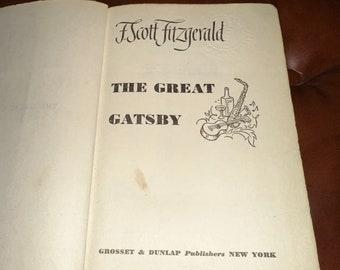 F. Scott Fitzgerald
THE GREAT
GATSBY
GROSSET & DUNLAP Publishers NEW YORK